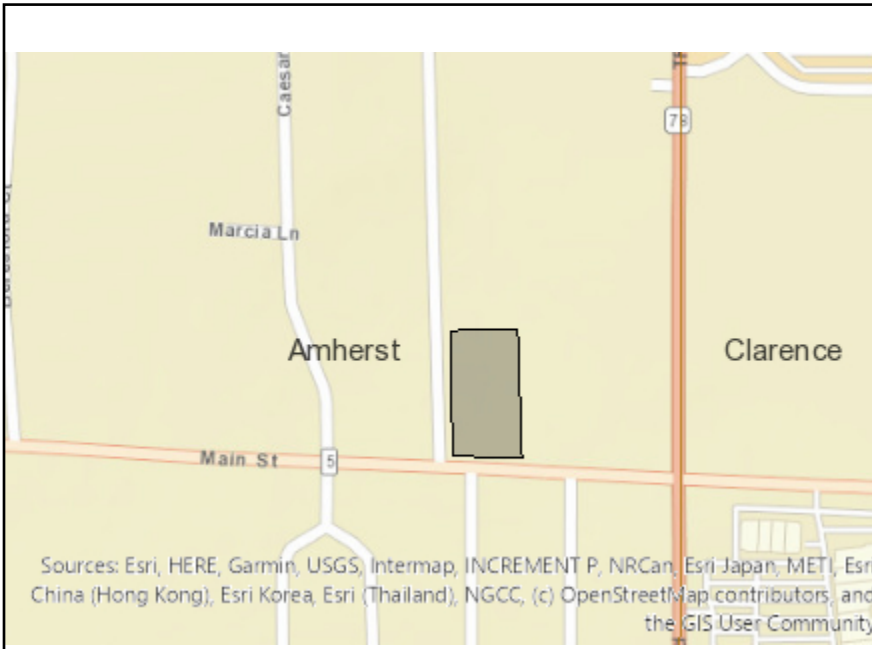 Caesar
78
Marcia Ln
Amherst
Clarence
Main St
5
Sources: Esri, HERE, Garmin, USGS, Intermap, INCREMENT P, NRCan, Esri Japan, METI, Esri
China (Hong Kong), Esri Korea, Esri (Thailand), NGCC, (c) OpenStreetMap contributors, and
the GIS User Community